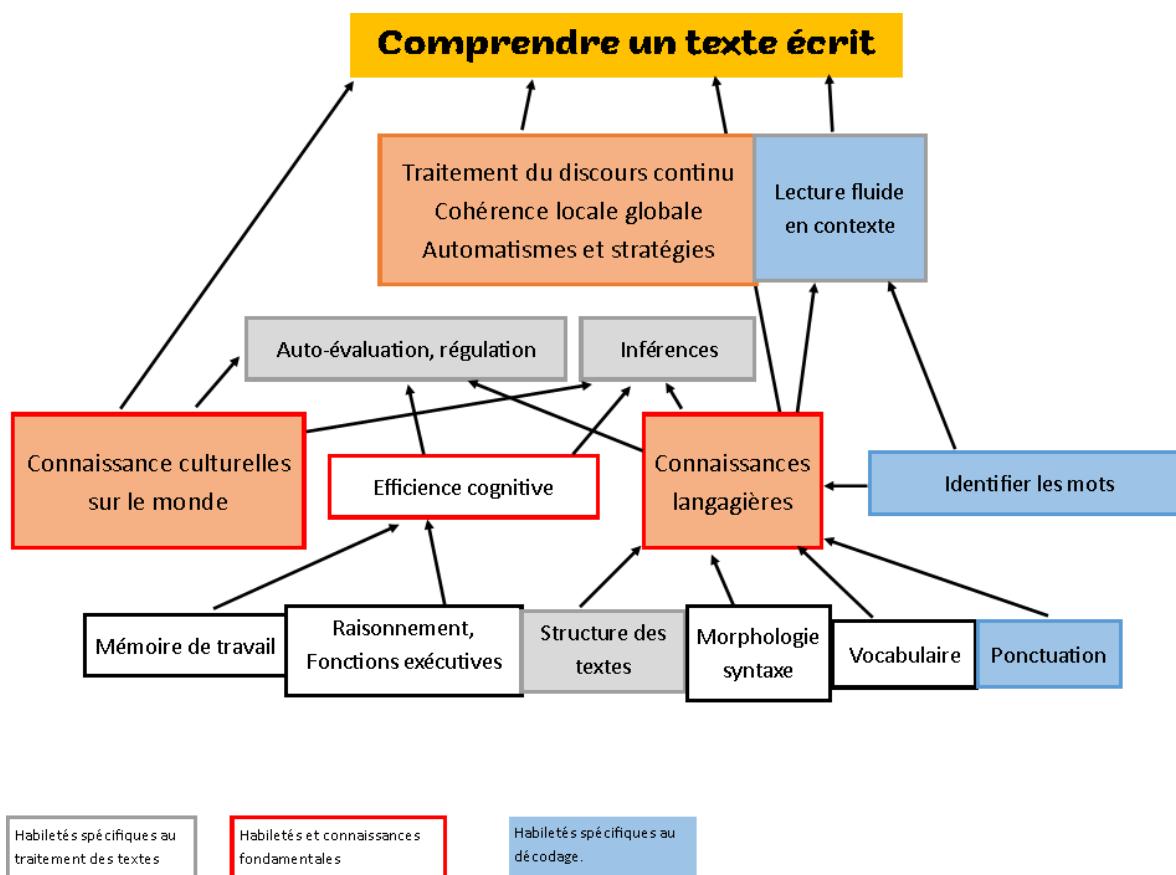 Comprendre un texte écrit
Traitement du discours continu
Cohérence locale globale
Automatismes et stratégies
Lecture fluide
en contexte
Auto-évaluation, régulation
Inférences
Connaissance culturelles
sur le monde
Efficience cognitive
Connaissances
langagières
Identifier les mots
Mémoire de travail
Raisonnement,
Fonctions exécutives
Structure des
textes
Morphologie
syntaxe
Vocabulaire
Ponctuation
Habiletés spécifiques au
traitement des textes
Habiletés et connaissances
fondamentales
Habiletés spécifiques au
décodage.